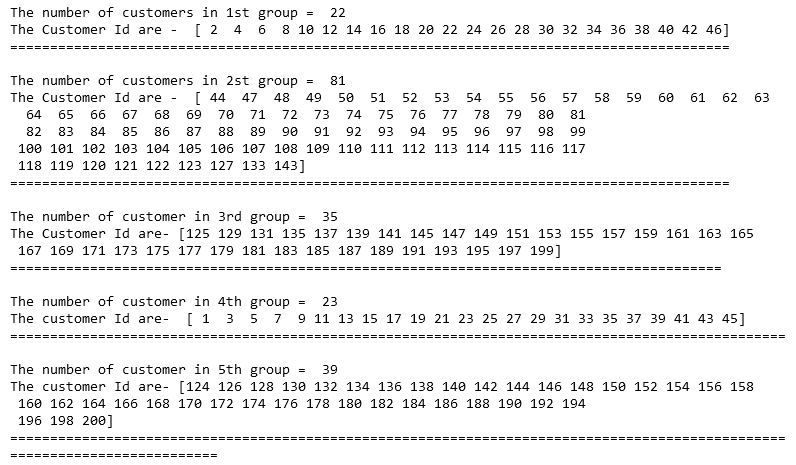 The number of customers in 1st group =  22
The Customer Id are -  [ 2  4  6  8 10 12 14 16 18 20 22 24 26 28 30 32 34 36 38 40 42 46]
==========================================================================================
The number of customers in 2st group =  81
The Customer Id are -  [ 44  47  48  49  50  51  52  53  54  55  56  57  58  59  60  61  62  63
  64  65  66  67  68  69  70  71  72  73  74  75  76  77  78  79  80  81
  82  83  84  85  86  87  88  89  90  91  92  93  94  95  96  97  98  99
 100 101 102 103 104 105 106 107 108 109 110 111 112 113 114 115 116 117
 118 119 120 121 122 123 127 133 143]
==========================================================================================
The number of customer in 3rd group =  35
The Customer Id are- [125 129 131 135 137 139 141 145 147 149 151 153 155 157 159 161 163 165
 167 169 171 173 175 177 179 181 183 185 187 189 191 193 195 197 199]
=========================================================================================
The number of customer in 4th group =  23
The customer Id are-  [ 1  3  5  7  9 11 13 15 17 19 21 23 25 27 29 31 33 35 37 39 41 43 45]
=================================================================================================
The number of customer in 5th group =  39
The customer Id are- [124 126 128 130 132 134 136 138 140 142 144 146 148 150 152 154 156 158
 160 162 164 166 168 170 172 174 176 178 180 182 184 186 188 190 192 194
 196 198 200]
=================================================================================================
==========================